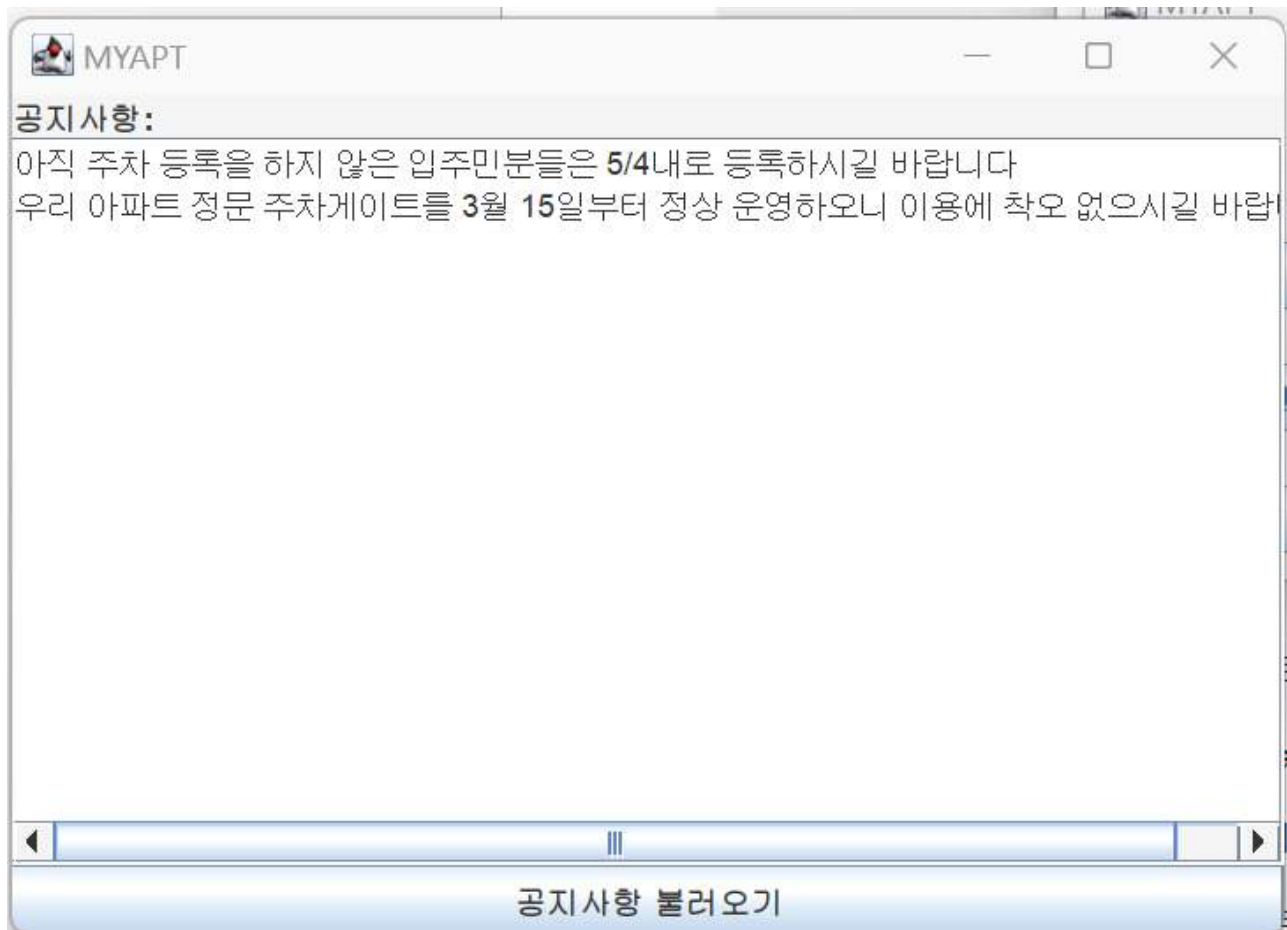 MYAPT
공지사항:
아직 주차 등록을 하지 않은 입주민분들은 5/4내로 등록하시길 바랍니다
우리 아파트 정문 주차게이트를 3월 15일부터 정상 운영하오니 이용에 착오 없으시길
공지사항 불러오기